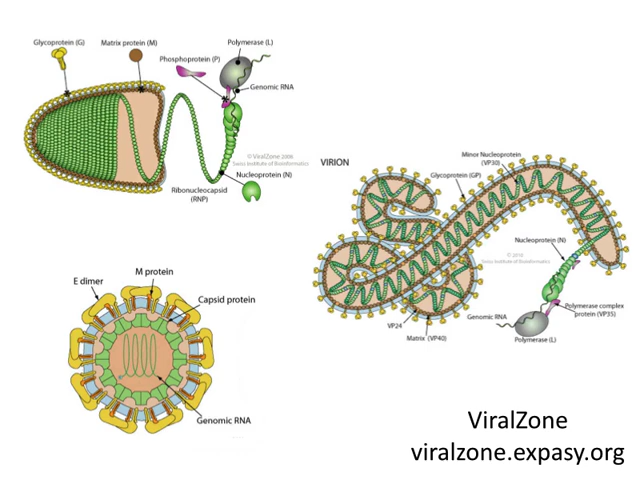 Glycoprotein (G)
Matrix protein (M)
Phosphoprotein (P)
Polymerase (L)
Genomic RNA
© ViralZone 2008
Swiss Institute of Bioinformatics
Nucleoprotein (N)
Ribonucleocapsid
(RNP)
VIRION
Minor Nucleoprotein
(VP30)
Glycoprotein (GP)
Nucleoprotein (N)
© 2010
Swiss Institute of Bioinformatics
Polymerase complex
protein (VP35)
Genomic RNA
Polymerase (L)
VP24
Matrix (VP40)
M protein
E dimer
Capsid protein
Genomic RNA
ViralZone
viralzone.expasy.org